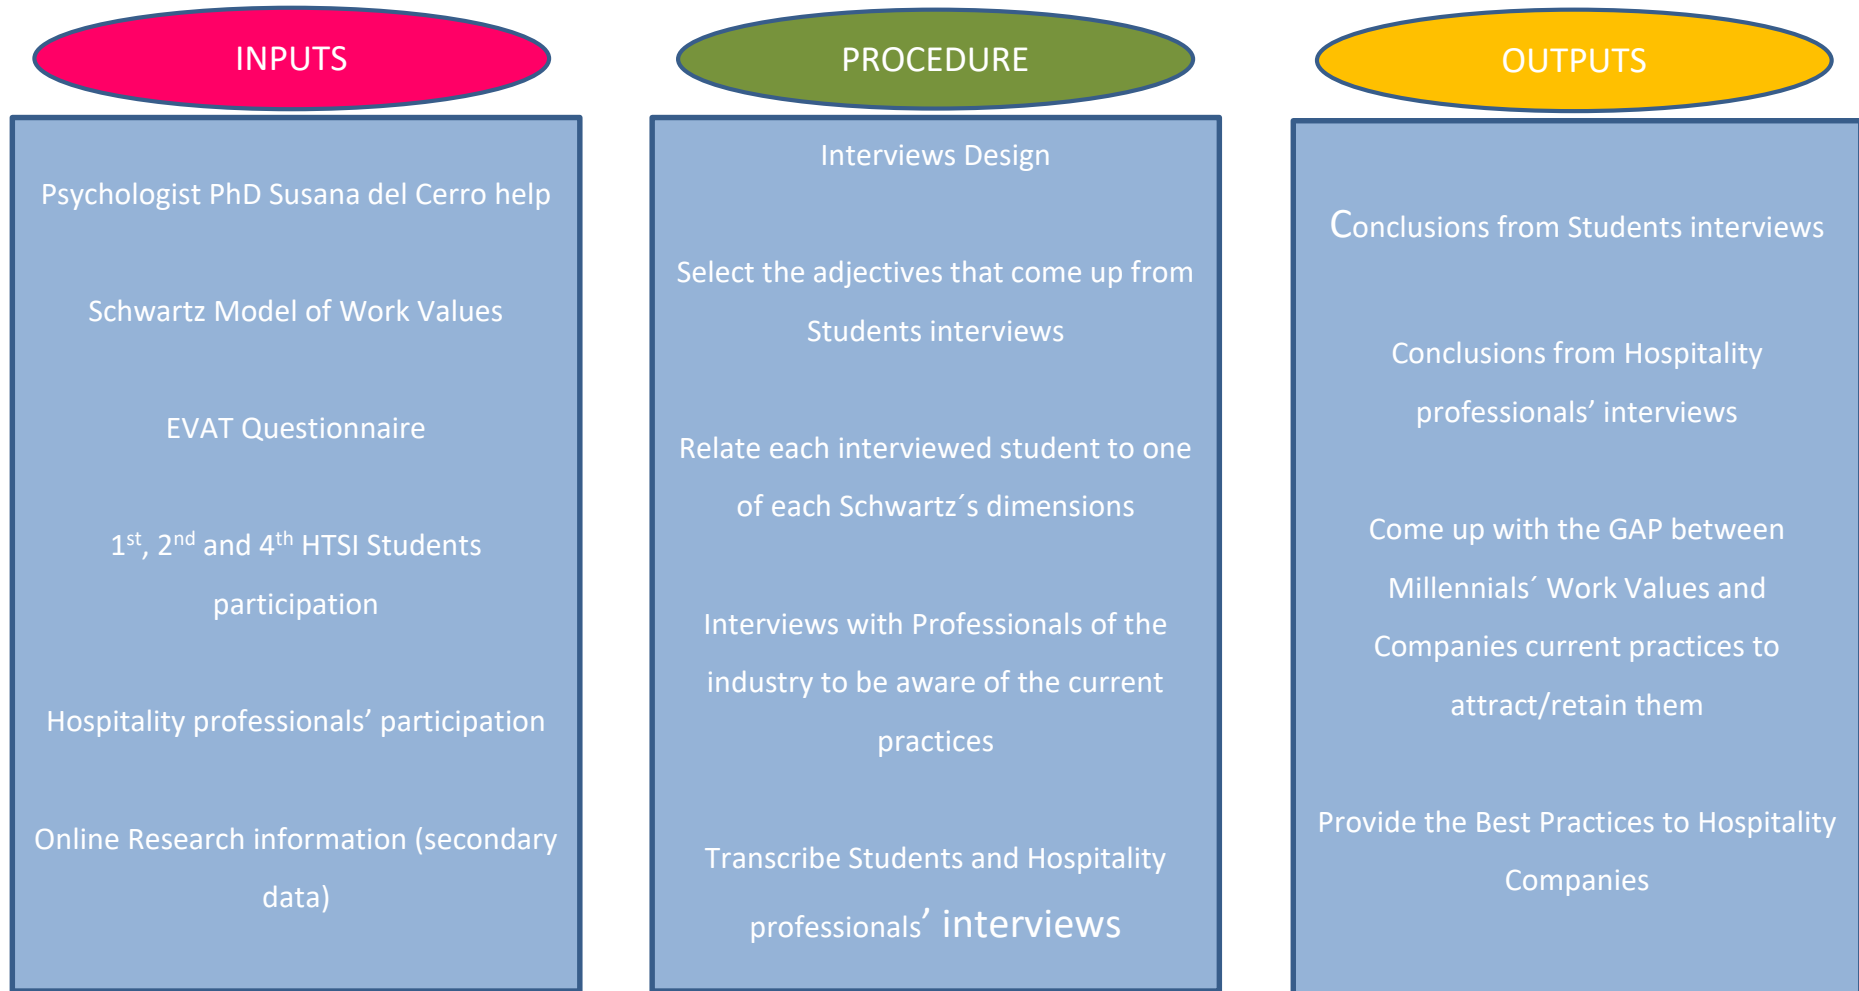 INPUTS
Psychologist PhD Susana del Cerro help
Schwartz Model of Work Values
EVAT Questionnaire
1st, 2nd and 4th HTSI Students
participation
Hospitality professionals’ participation
Online Research information (secondary
data)
PROCEDURE
Interviews Design
Select the adjectives that come up from
Students interviews
Relate each interviewed student to one
of each Schwartz´s dimensions
Interviews with Professionals of the
industry to be aware of the current
practices
Transcribe Students and Hospitality
professionals’ interviews
OUTPUTS
Conclusions from Students interviews
Conclusions from Hospitality
professionals’ interviews
Come up with the GAP between
Millennials´ Work Values and
Companies current practices to
attract/retain them
Provide the Best Practices to Hospitality
Companies